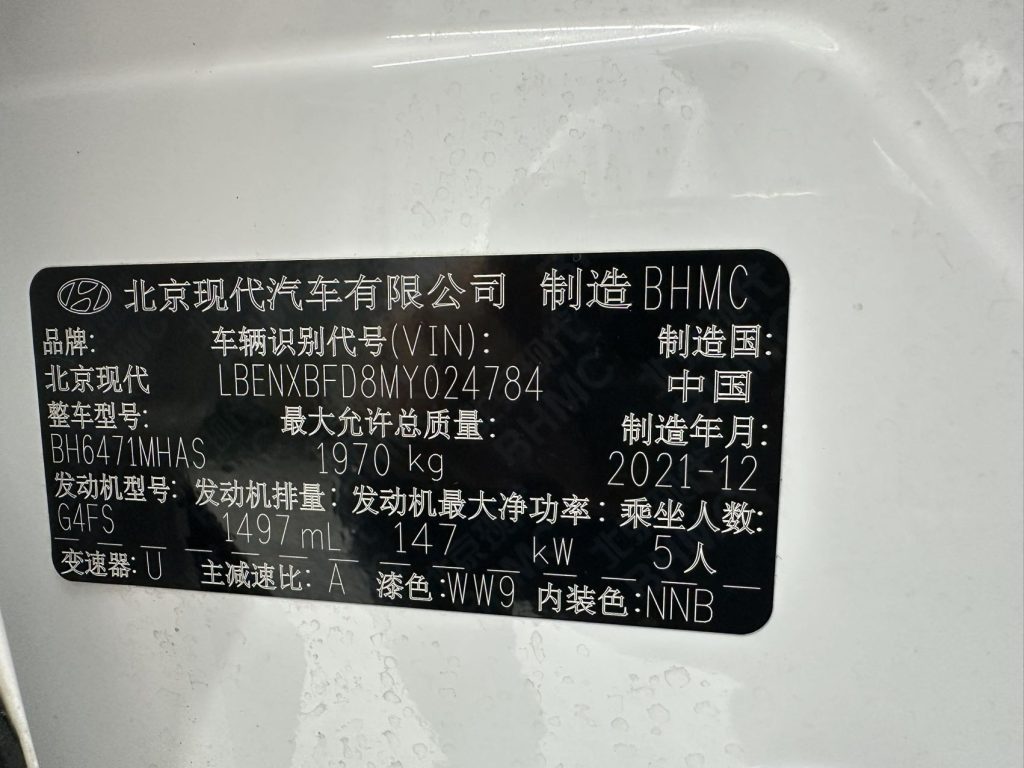 北京现代汽车有限公司 制造 BHMC
品牌: 车辆识别代号(VIN): 制造国:
北京现代 LBENXBFD8MY024784 中国
整车型号: 最大允许总质量: 制造年月:
BH6471MHAS 1970 kg 2021-12
发动机型号: 发动机排量: 发动机最大净功率: 乘坐人数:
G4FS 1497 mL 147 kW 5人
变速器: U 主减速比: A 漆色:WW9 内装色:NNB